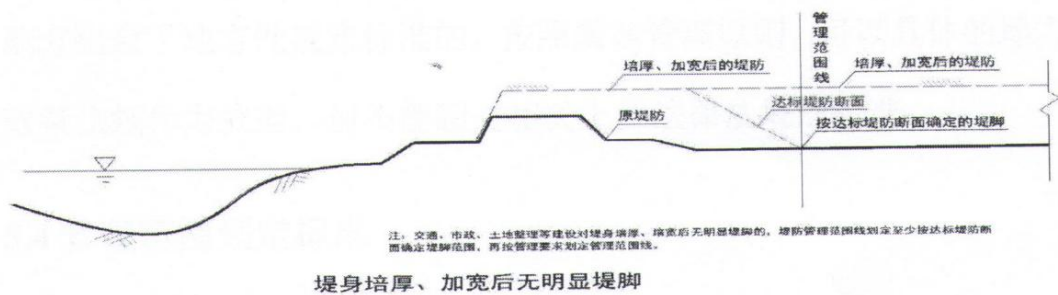 管理范围线
培厚、加宽后的堤防
培厚、加宽后的堤防
达标堤防断面
原堤防
按达标堤防断面确定的堤脚
注：交通、市政、土地整理等建设对堤身培厚、培宽后无明显堤脚的，堤防管理范围线划定至少按达标堤防断
面确定堤脚范围，再按管理要求划定管理范围线。
堤身培厚、加宽后无明显堤脚